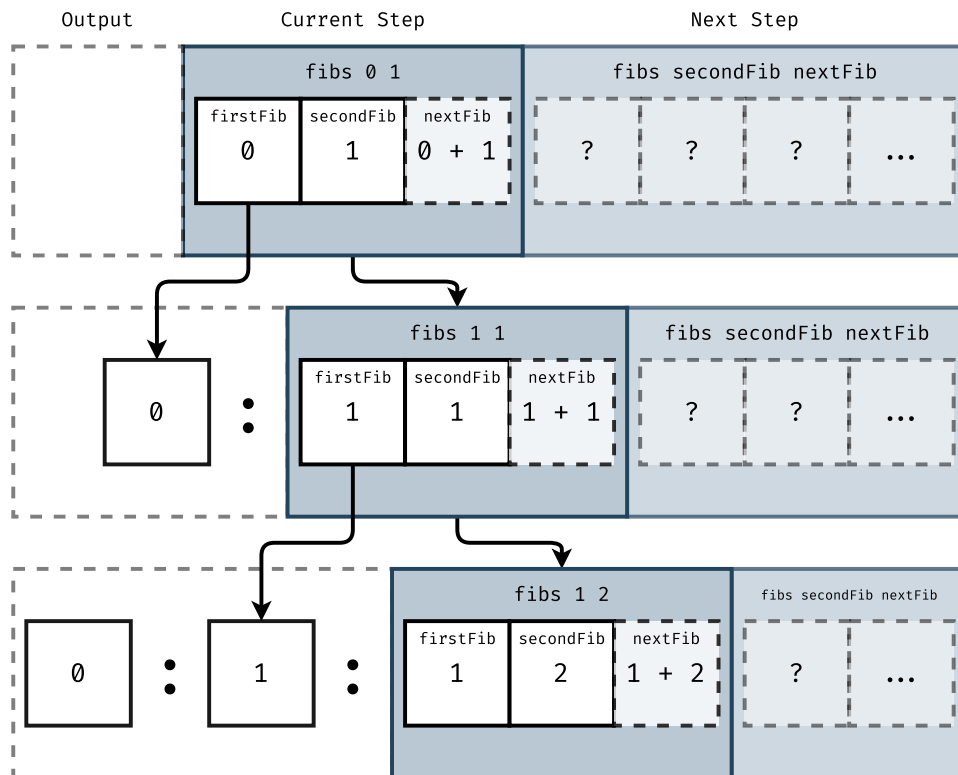 Output Current Step Next Step
fibs 0 1 fibs secondFib nextFib
firstFib secondFib nextFib
0 1 0 + 1 ? ? ? ...
fibs 1 1 fibs secondFib nextFib
firstFib secondFib nextFib
0 : 1 1 1 + 1 ? ? ...
fibs 1 2 fibs secondFib nextFib
firstFib secondFib nextFib
0 : 1 : 1 2 1 + 2 ? ...